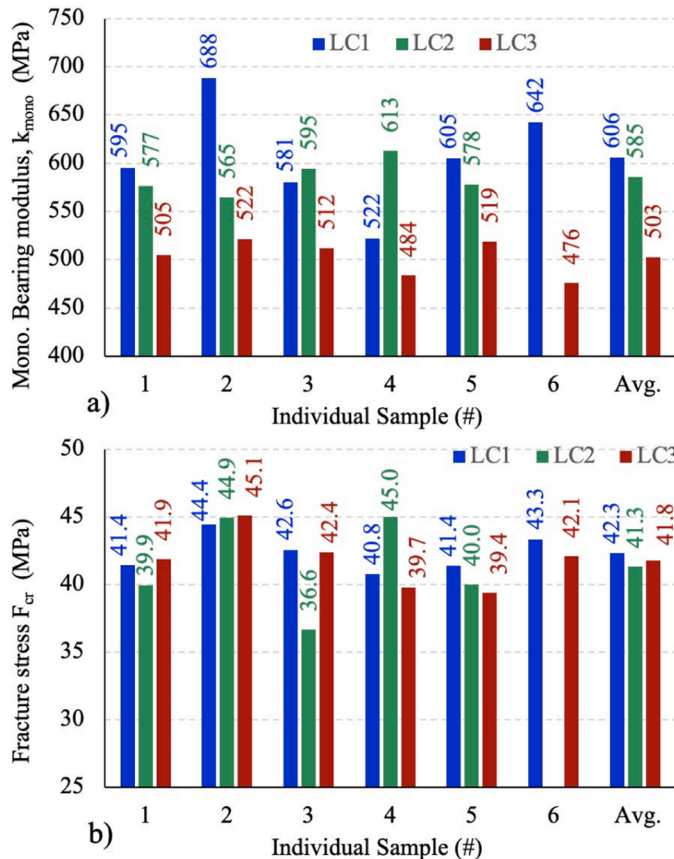 Mono. Bearing modulus, kmono (MPa)
750
700
650
600
550
500
450
400
LC1 LC2 LC3
595 577 505
688 565 522
581 595 512
522 613 484
605 578 519
642 476
606 585 503
1 2 3 4 5 6 Avg.
a)
Individual Sample (#)
Fracture stress Fcr (MPa)
50
45
40
35
30
25
LC1 LC2 LC3
41.4 39.9 41.9
44.4 44.9 45.1
42.6 36.6 42.4
40.8 45.0 39.7
41.4 40.0 39.4
43.3 42.1
42.3 41.3 41.8
1 2 3 4 5 6 Avg.
b)
Individual Sample (#)